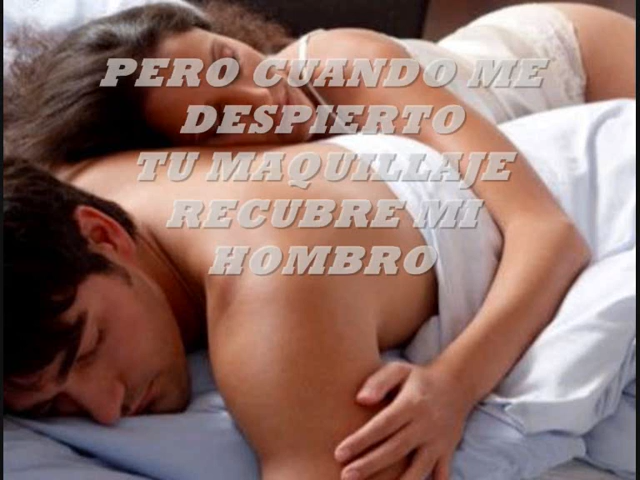 PERO CUANDO ME
DESPIERTO
TU MAQUILLAJE
RECUBRE MI
HOMBRO